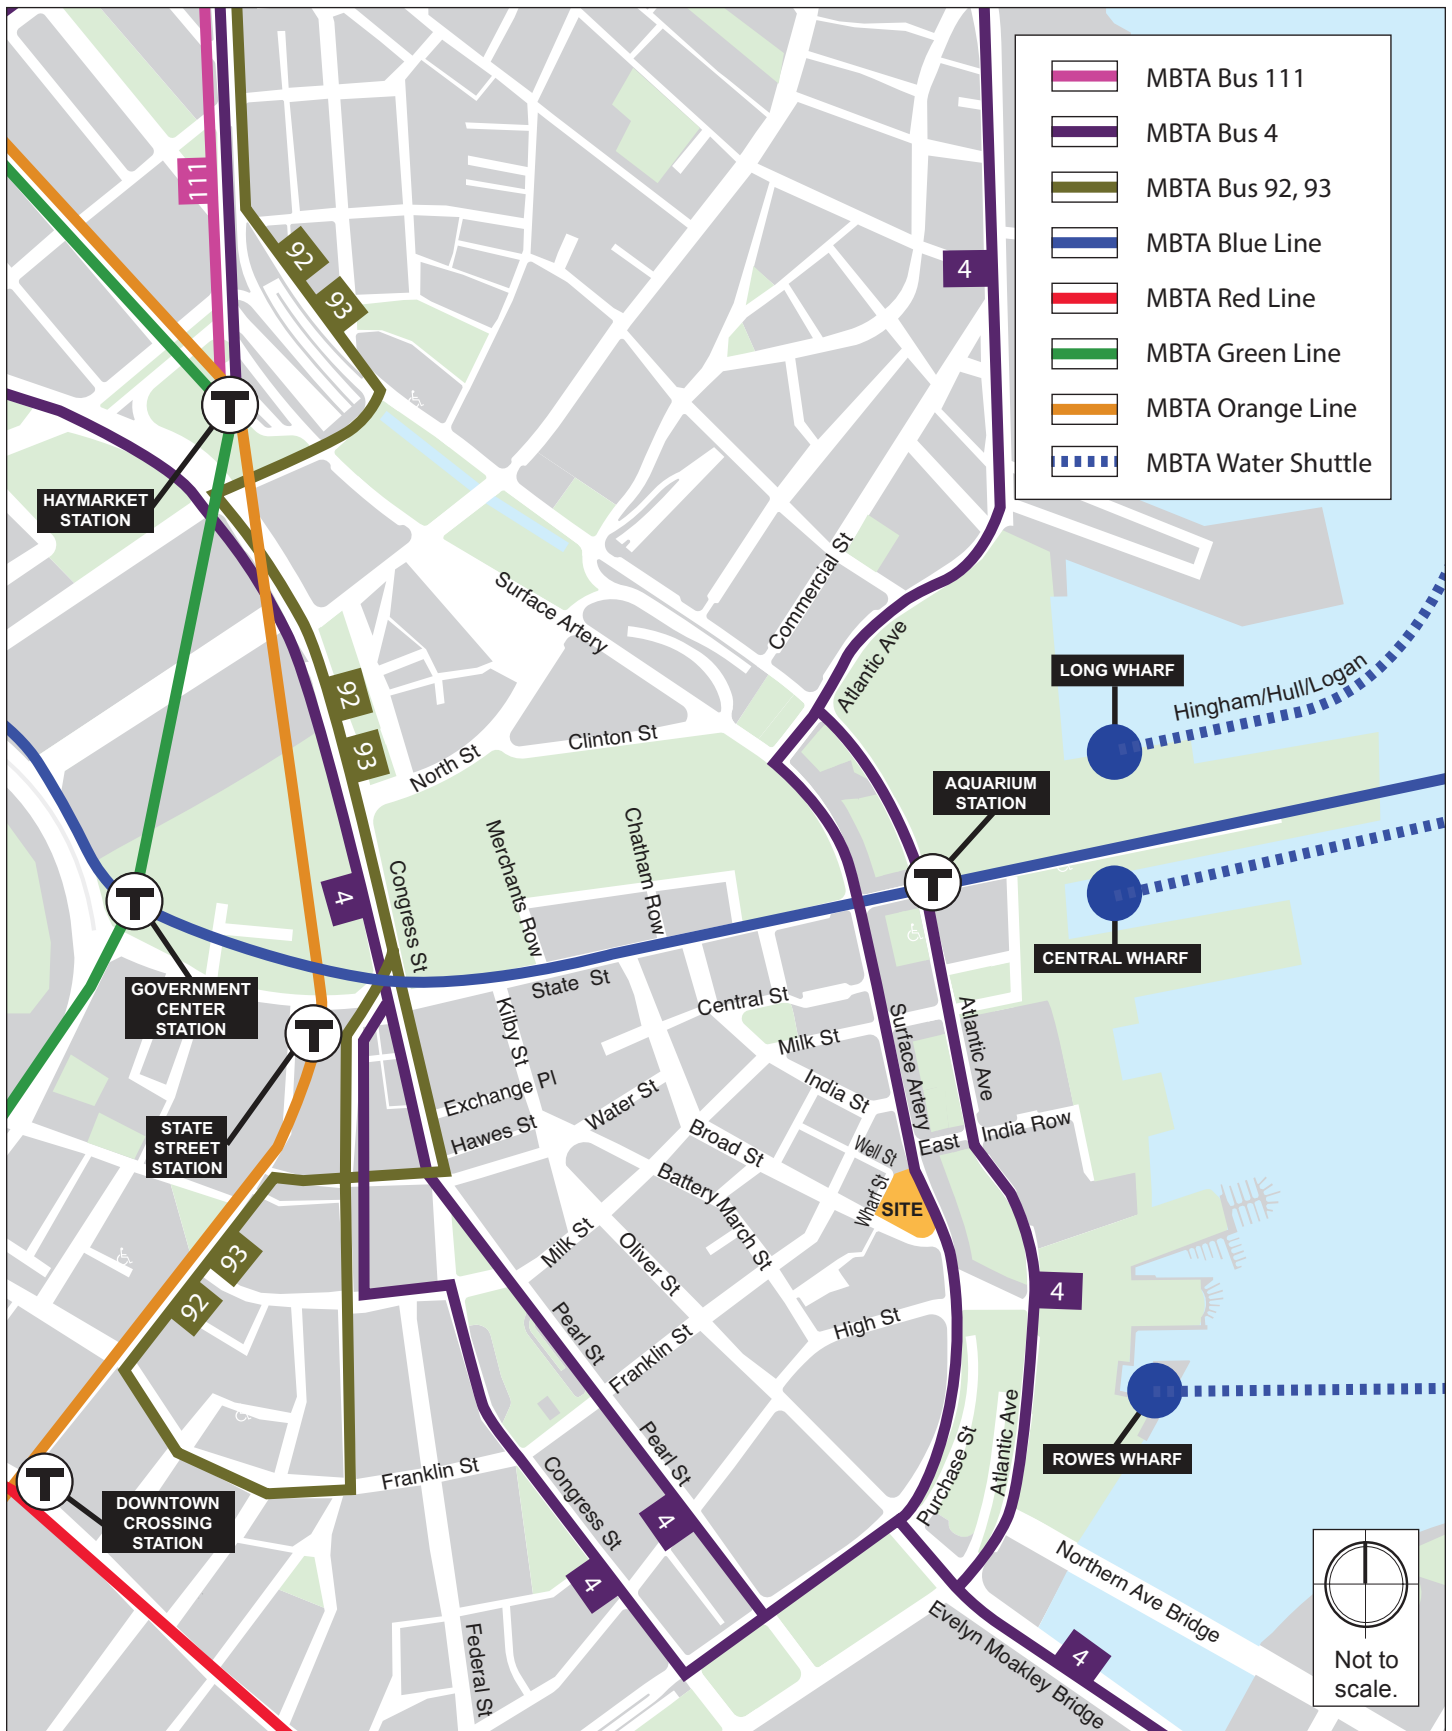 MBTA Bus 111
MBTA Bus 4
MBTA Bus 92, 93
MBTA Blue Line
MBTA Red Line
MBTA Green Line
MBTA Orange Line
MBTA Water Shuttle
111
92
93
4
HAYMARKET
STATION
Surface Artery
Commercial St
Atlantic Ave
LONG WHARF
Hingham/Hull/Logan
92
93
North St
Clinton St
AQUARIUM
STATION
Merchants Row
Chatham Row
4
Congress St
T
T
T
T
T
CENTRAL WHARF
GOVERNMENT
CENTER
STATION
State St
Kilby St
Central St
Milk St
Surface Artery
Atlantic Ave
India St
Exchange Pl
Water St
Hawes St
Broad St
Well St
East India Row
STATE
STREET
STATION
Battery March St
Wharf St
SITE
Milk St
Oliver St
93
92
4
Pearl St
Franklin St
High St
Pearl St
Purchase St
Atlantic Ave
ROWES WHARF
Franklin St
Congress St
DOWNTOWN
CROSSING
STATION
4
4
Northern Ave Bridge
Evelyn Moakley Bridge
4
Federal St
Not to
scale.